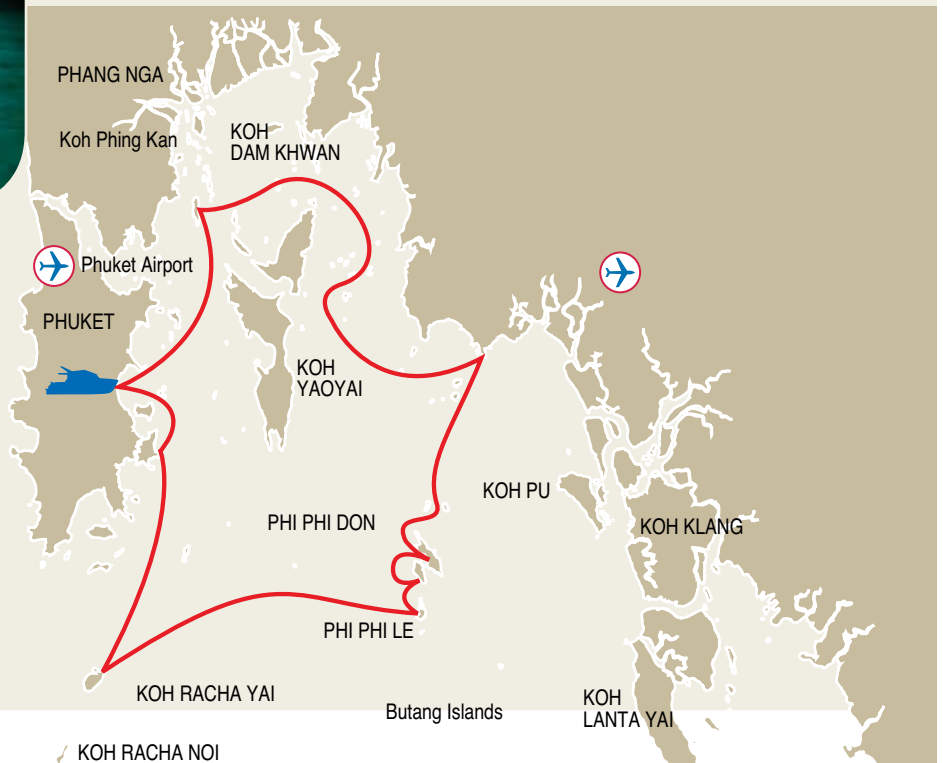 PHANG NGA
Koh Phing Kan
KOH
DAM KHWAN
Phuket Airport
PHUKET
KOH
YAOYAI
KOH PU
PHI PHI DON
KOH KLANG
PHI PHI LE
KOH RACHA YAI
Butang Islands
KOH
LANTA YAI
KOH RACHA NOI